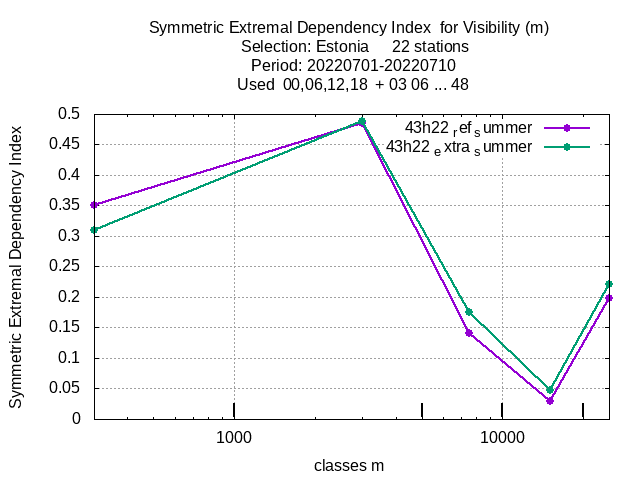 Symmetric Extremal Dependency Index for Visibility (m)
Selection: Estonia 22 stations
Period: 20220701-20220710
Used 00,06,12,18 + 03 06 ... 48
0.5
0.45
0.4
0.35
0.3
0.25
0.2
0.15
0.1
0.05
0
Symmetric Extremal Dependency Index
43h22 ref summer
43h22 extra summer
1000
10000
classes m